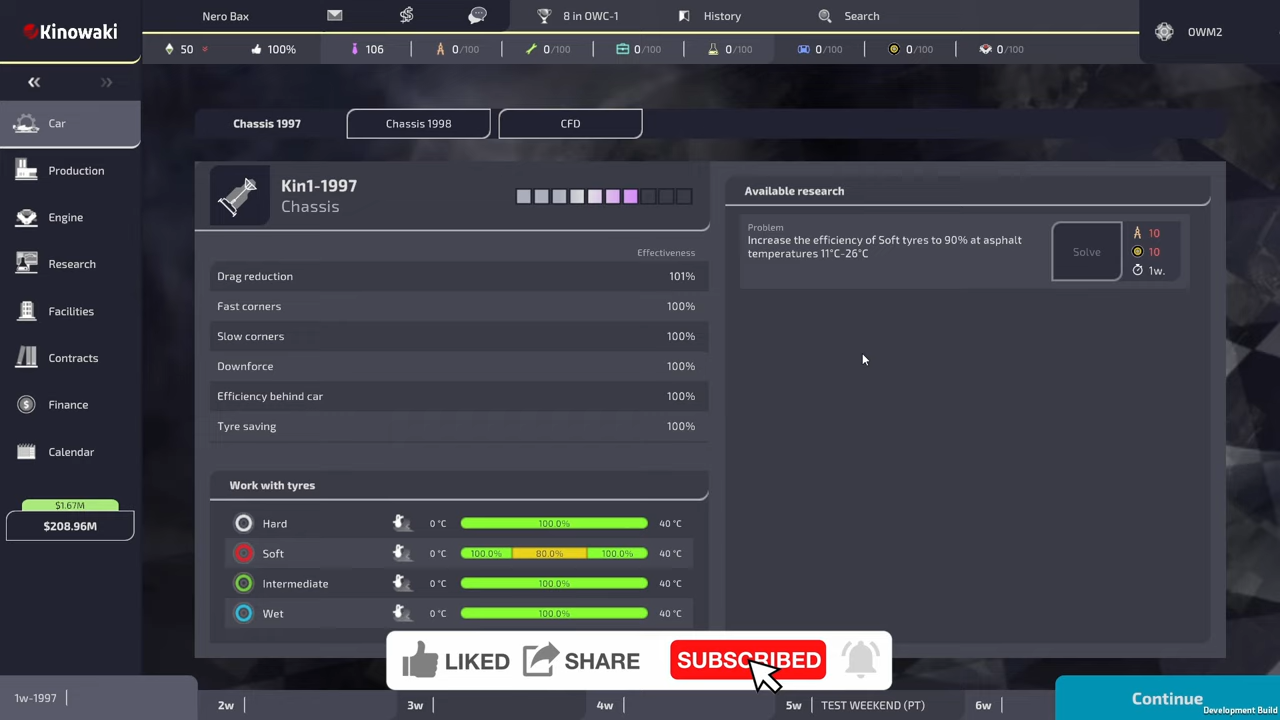 Kinowaki
Nero Bax
8 in OWC-1
History
Search
OWM2
50
100%
106
0/100
0/100
0/100
0/100
0/100
0/100
0/100
Car
Production
Engine
Research
Facilities
Contracts
Finance
Calendar
$1.67M
$208.96M
Chassis 1997
Chassis 1998
CFD
Kin1-1997
Chassis
Effectiveness
Drag reduction 101%
Fast corners 100%
Slow corners 100%
Downforce 100%
Efficiency behind car 100%
Tyre saving 100%
Work with tyres
Hard 0 °C 100.0% 40 °C
Soft 0 °C 100.0% 80.0% 100.0% 40 °C
Intermediate 0 °C 100.0% 40 °C
Wet 0 °C 100.0% 40 °C
Available research
Problem
Increase the efficiency of Soft tyres to 90% at asphalt
temperatures 11°C-26°C
Solve
10
10
1w.
LIKED SHARE SUBSCRIBED
1w-1997
2w
3w
4w
5w
TEST WEEKEND (PT)
6w
Continue
Development Build